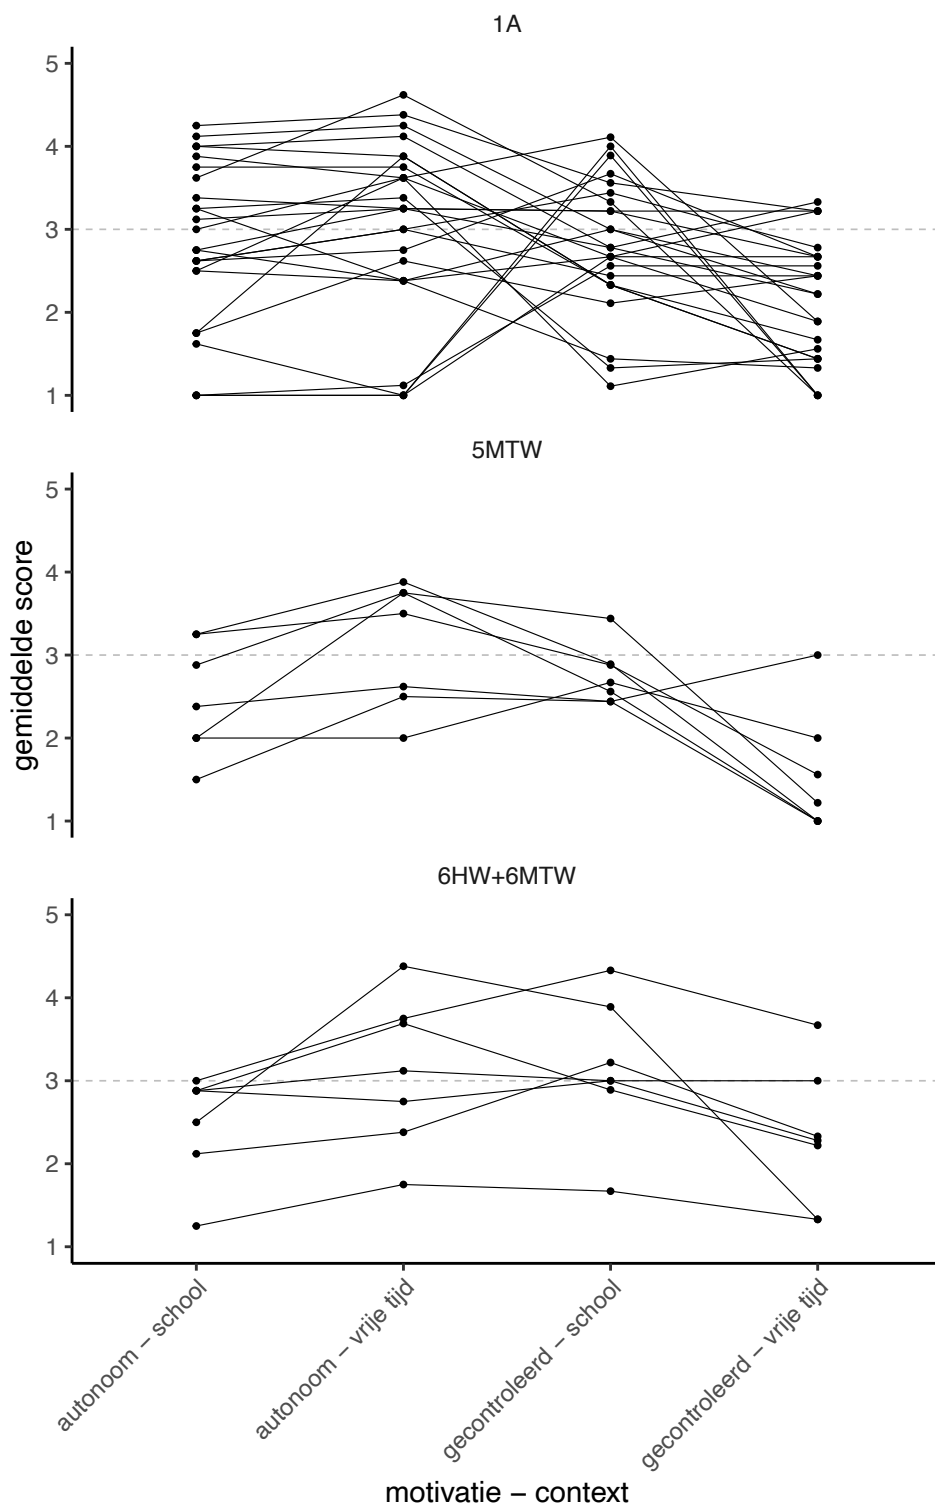 1A
5
4
3
2
1
5MTW
5
4
3
2
1
gemiddelde score
6HW+6MTW
5
4
3
2
1
autonoom – school
autonoom – vrije tijd
gecontroleerd – school
gecontroleerd – vrije tijd
motivatie – context